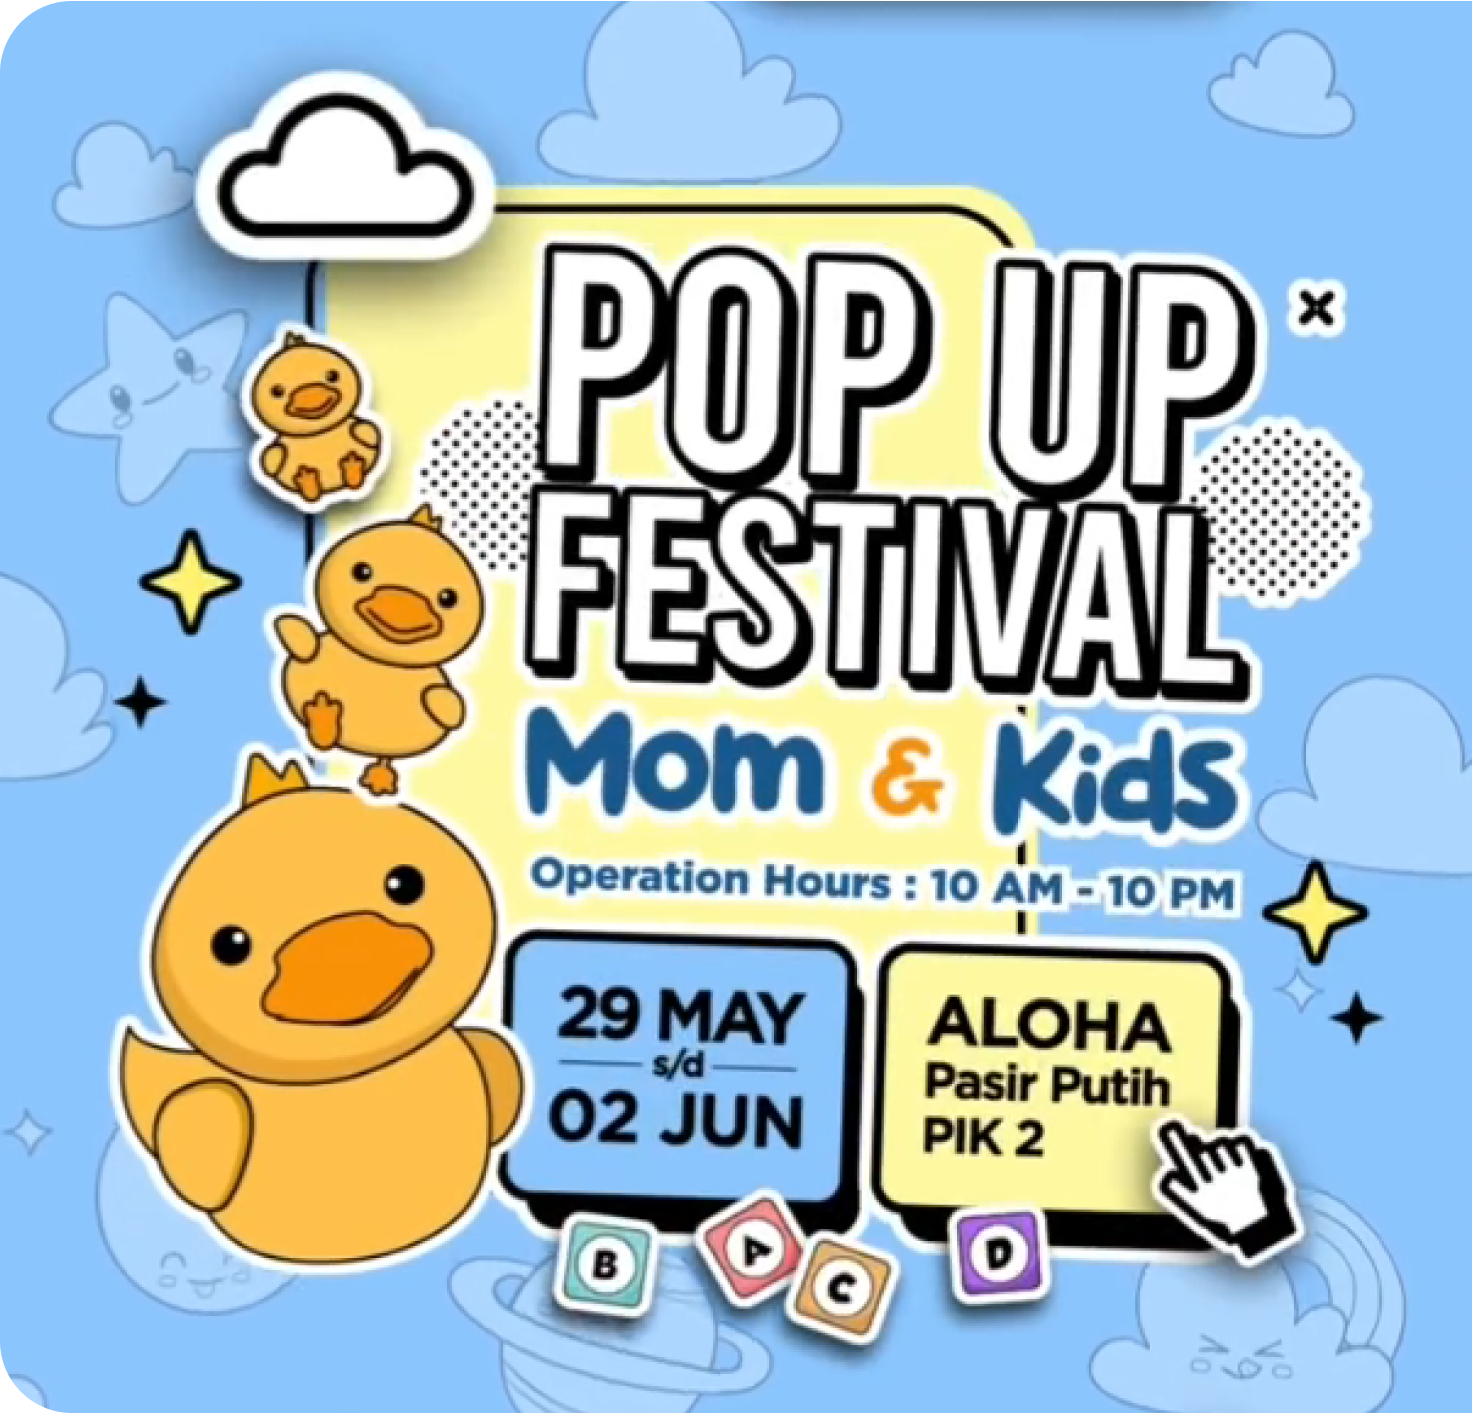 POP UP
FESTIVAL
Mom & Kids
Operation Hours : 10 AM - 10 PM
29 MAY
s/d
02 JUN
ALOHA
Pasir Putih
PIK 2
B
A
C
D